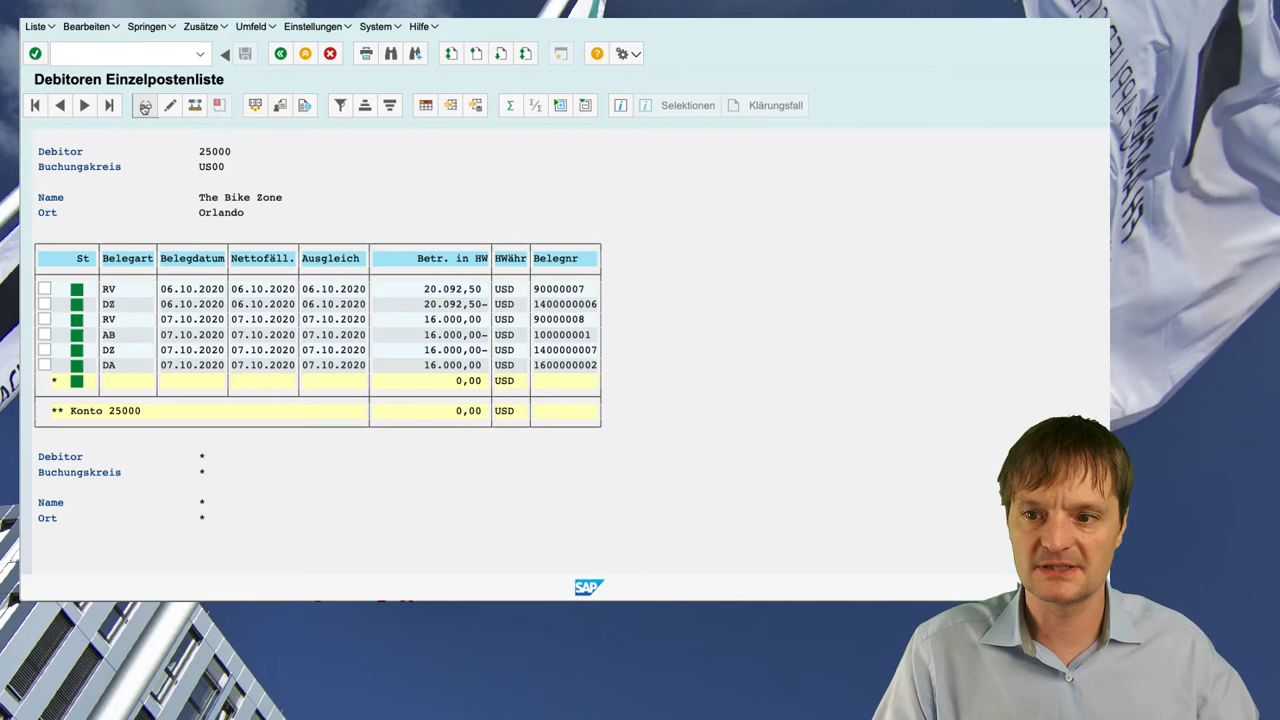 Liste Bearbeiten Springen Zusätze Umfeld Einstellungen System Hilfe
Debitoren Einzelpostenliste
Selektionen Klärungsfall
Debitor 25000
Buchungskreis US00
Name The Bike Zone
Ort Orlando
St Belegart Belegdatum Nettofäll. Ausgleich Betr. in HW HWähr Belegnr
RV 06.10.2020 06.10.2020 06.10.2020 20.092,50 USD 90000007
DZ 06.10.2020 06.10.2020 06.10.2020 20.092,50- USD 1400000006
RV 07.10.2020 07.10.2020 07.10.2020 16.000,00 USD 90000008
AB 07.10.2020 07.10.2020 07.10.2020 16.000,00- USD 100000001
DZ 07.10.2020 07.10.2020 07.10.2020 16.000,00- USD 1400000007
DA 07.10.2020 07.10.2020 07.10.2020 16.000,00 USD 1600000002
* 0,00 USD
** Konto 25000 0,00 USD
Debitor *
Buchungskreis *
Name *
Ort *
SAP